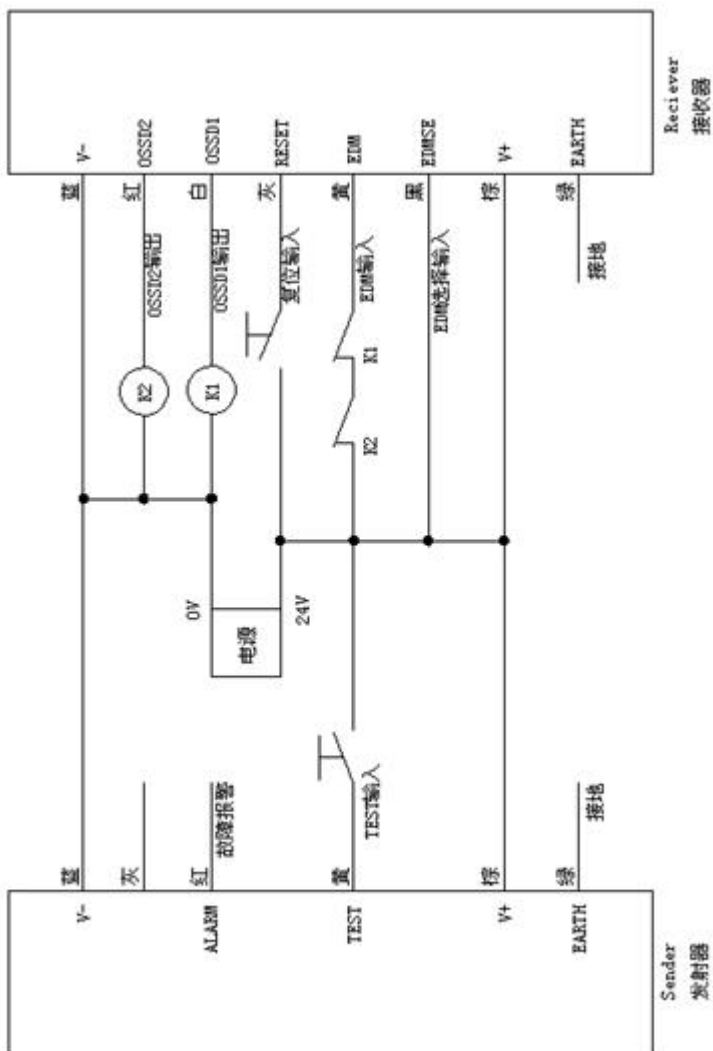 Reciever
接收器
V-
OSSD2
OSSD1
RESET
EDM
EDMSE
V+
EARTH
蓝
红
白
灰
黄
黑
棕
绿
OSSD2输出
OSSD1输出
复位输入
EDM输入
EDM选择输入
接地
K2
K1
K1
K2
0V
24V
电源
TEST输入
故障报警
接地
蓝
灰
红
黄
棕
绿
V-
ALARM
TEST
V+
EARTH
Sender
发射器